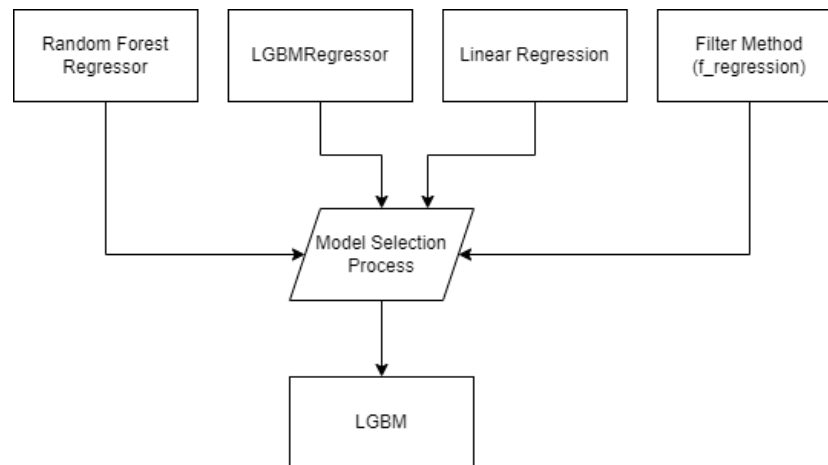 Random Forest
Regressor
LGBMRegressor
Linear Regression
Filter Method
(f_regression)
Model Selection
Process
LGBM